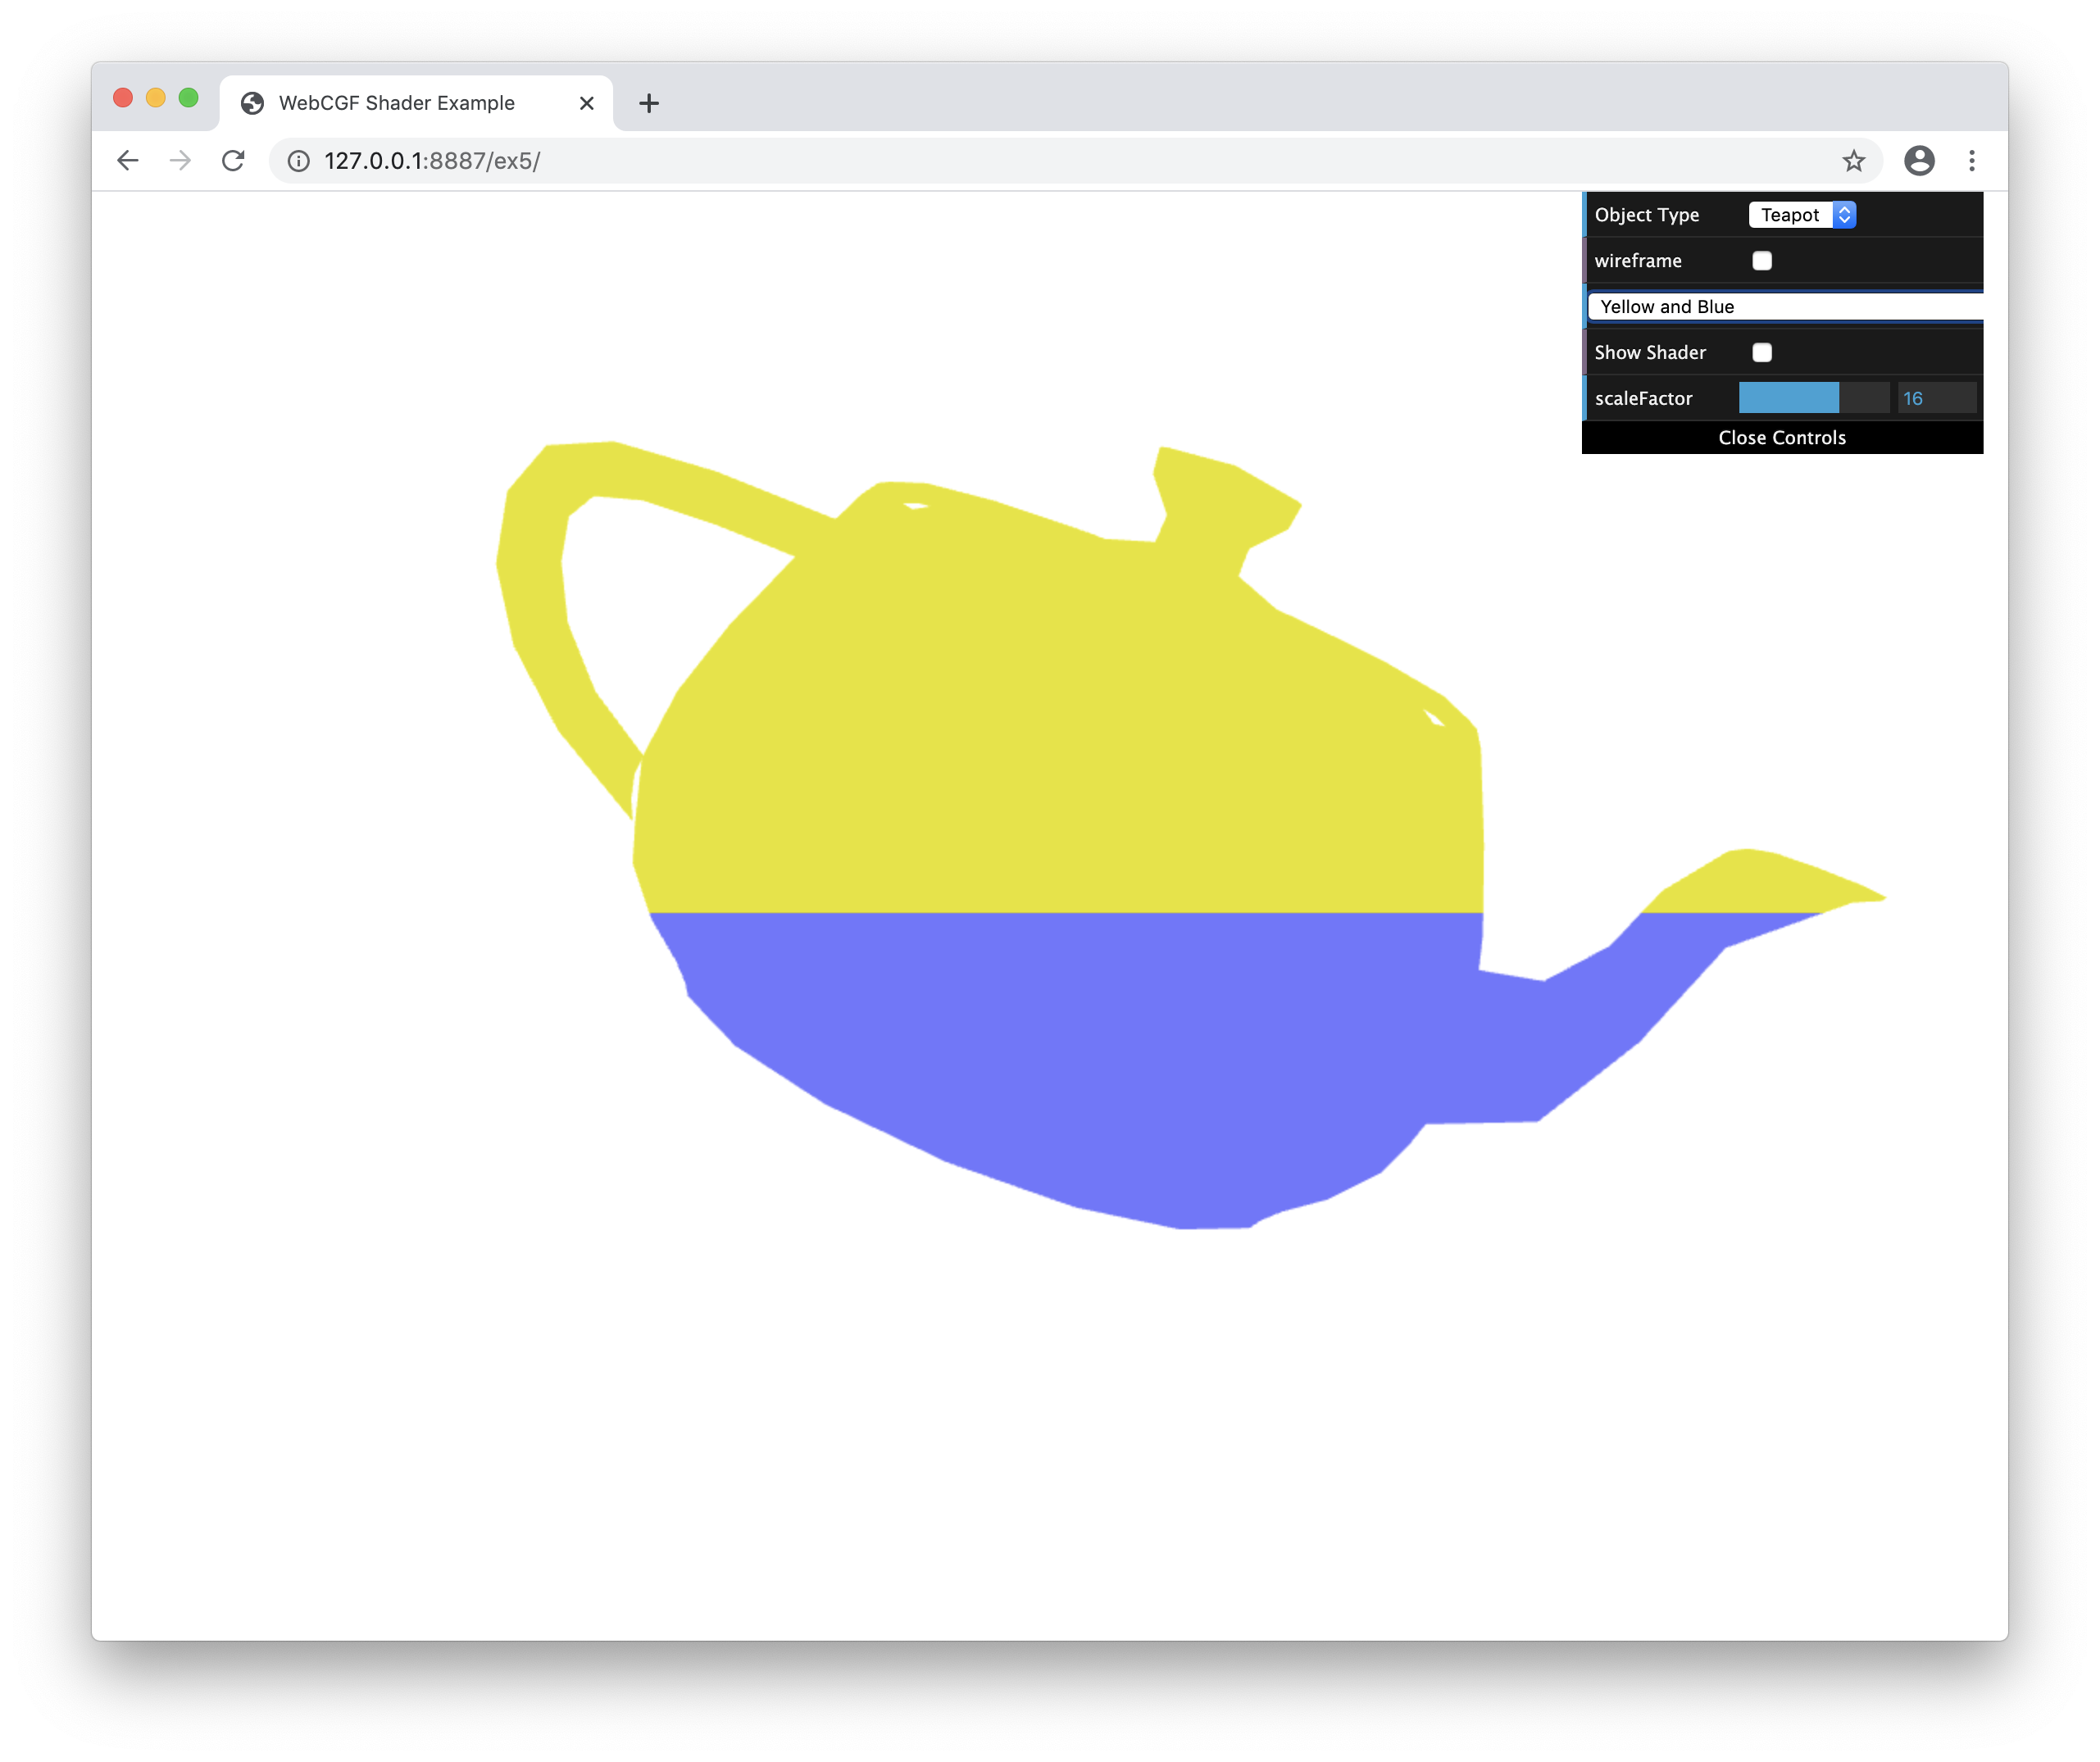 WebCGF Shader Example
127.0.0.1:8887/ex5/
Object Type Teapot
wireframe
Yellow and Blue
Show Shader
scaleFactor 16
Close Controls